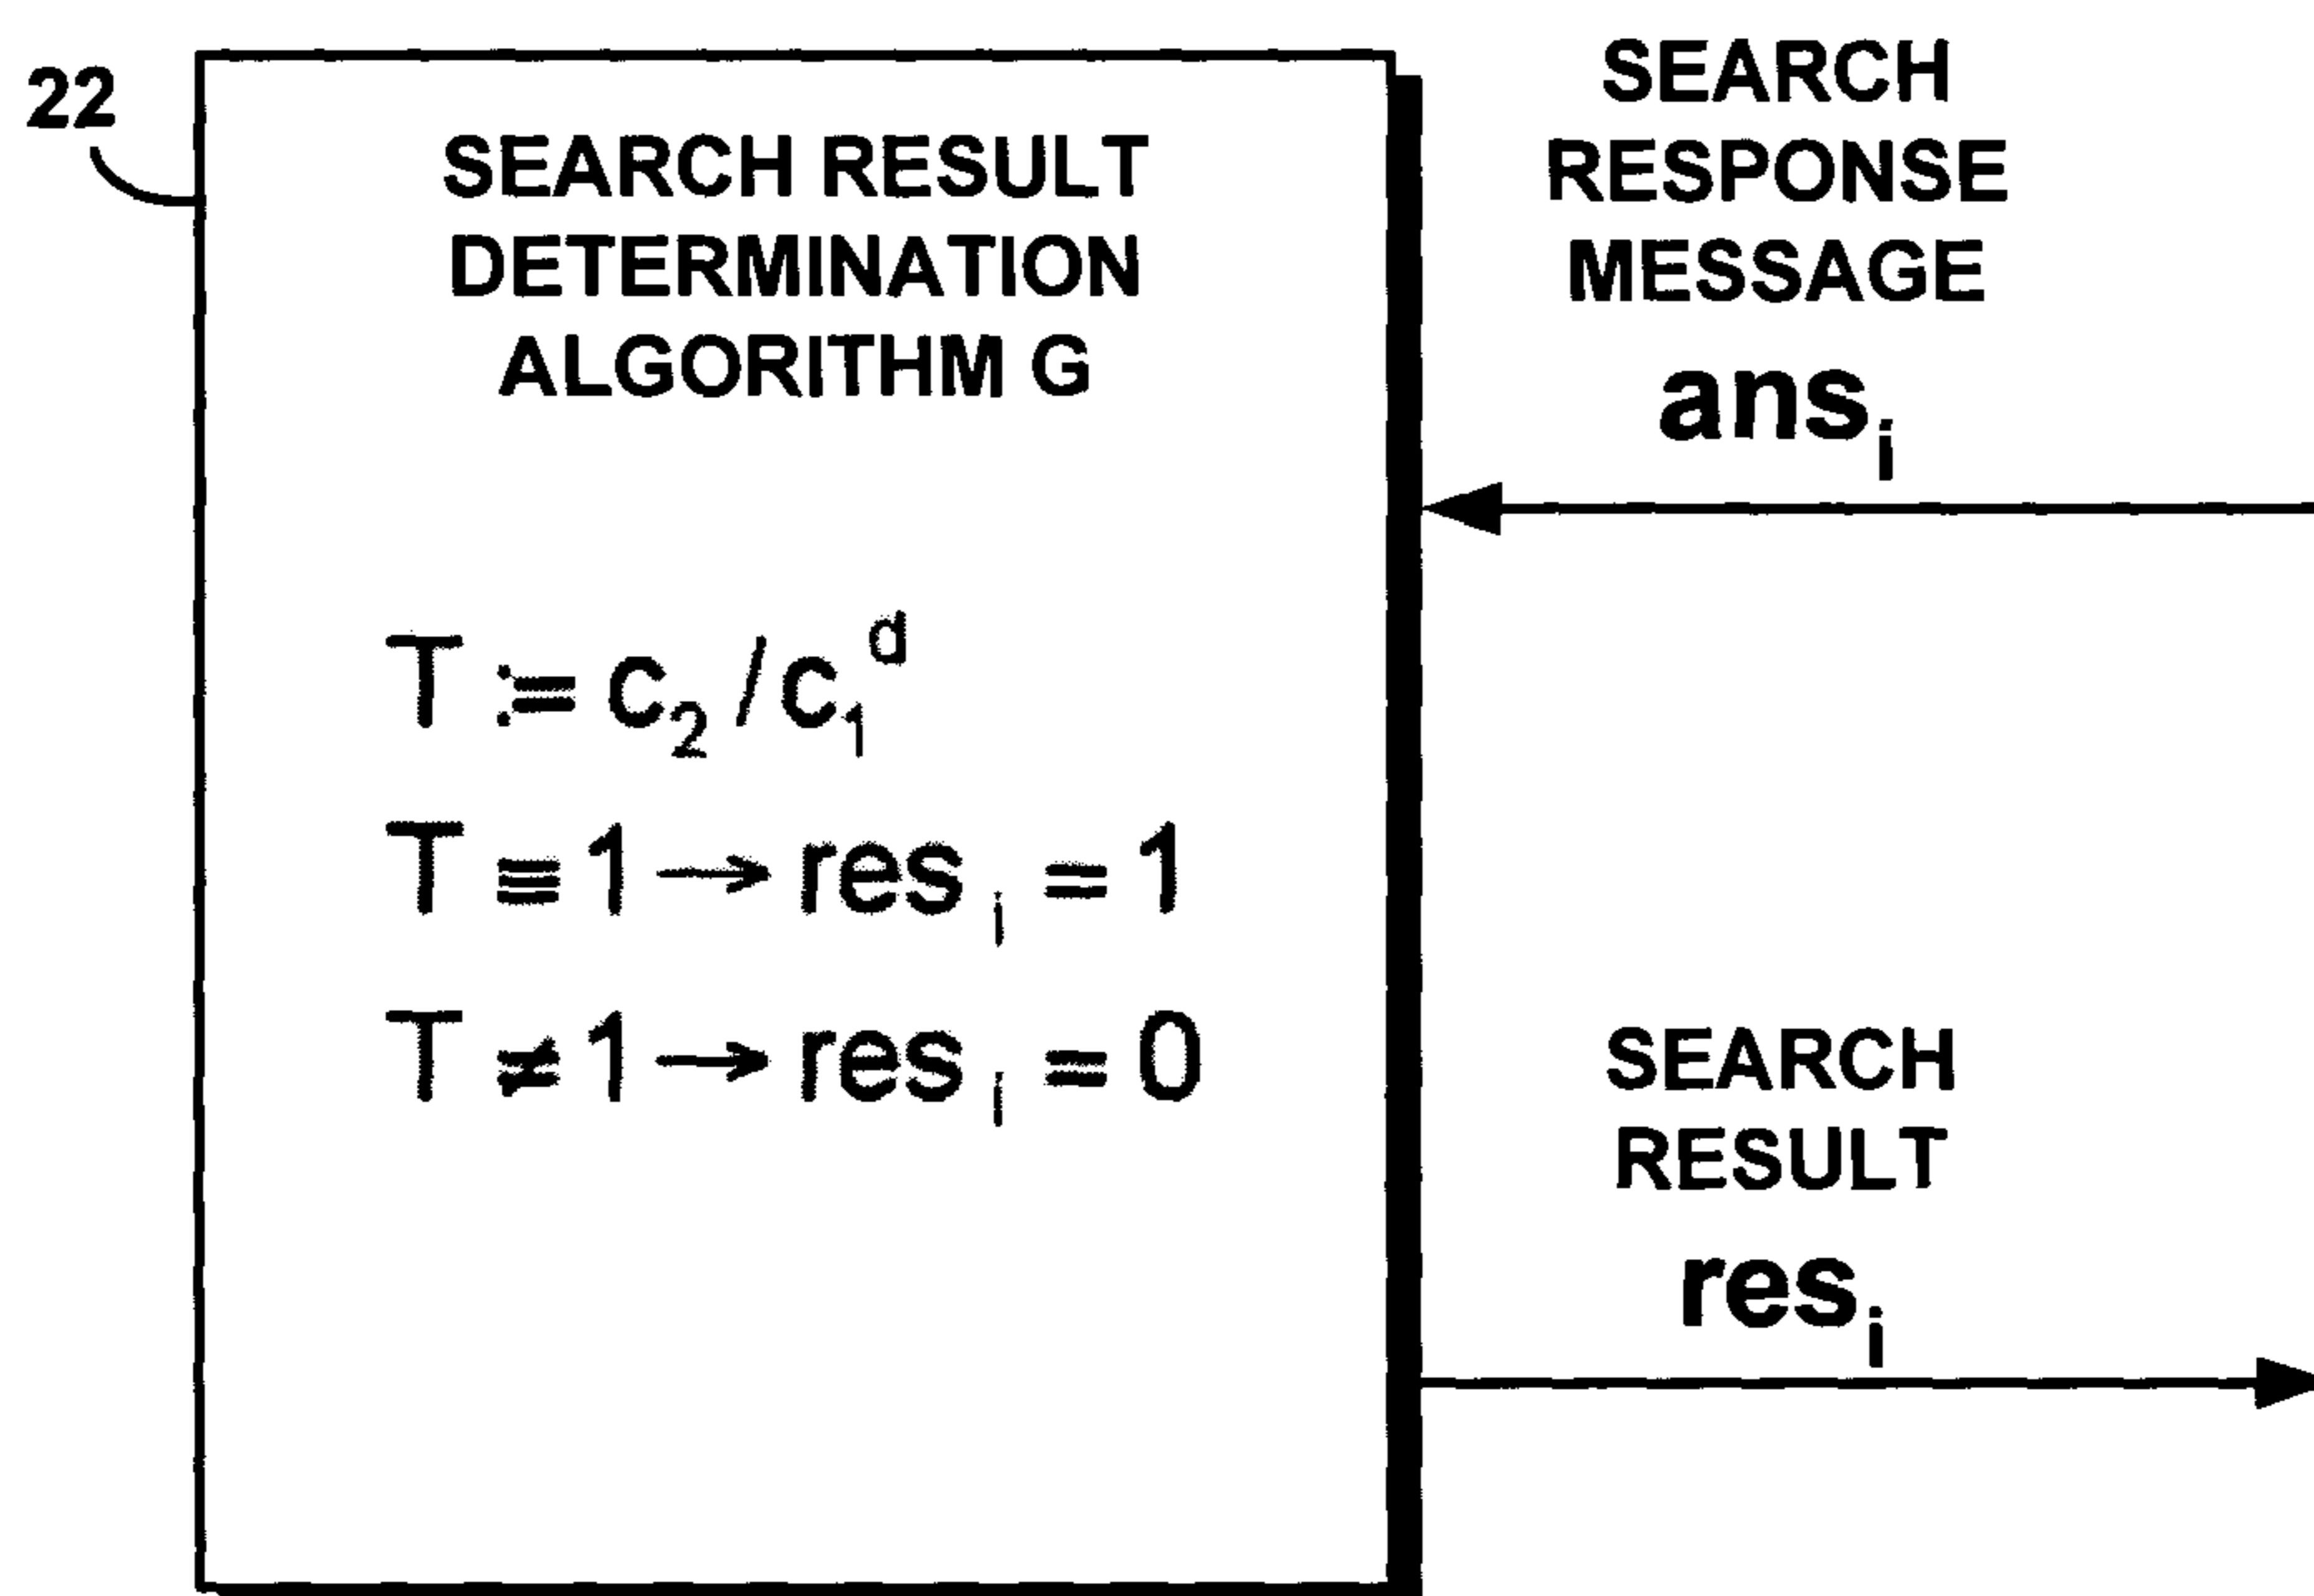 22
SEARCH RESULT
DETERMINATION
ALGORITHM G
T := c₂/c₁ᵈ
T ≡ 1 → resᵢ = 1
T ≠ 1 → resᵢ = 0
SEARCH
RESPONSE
MESSAGE
ansᵢ
SEARCH
RESULT
resᵢ